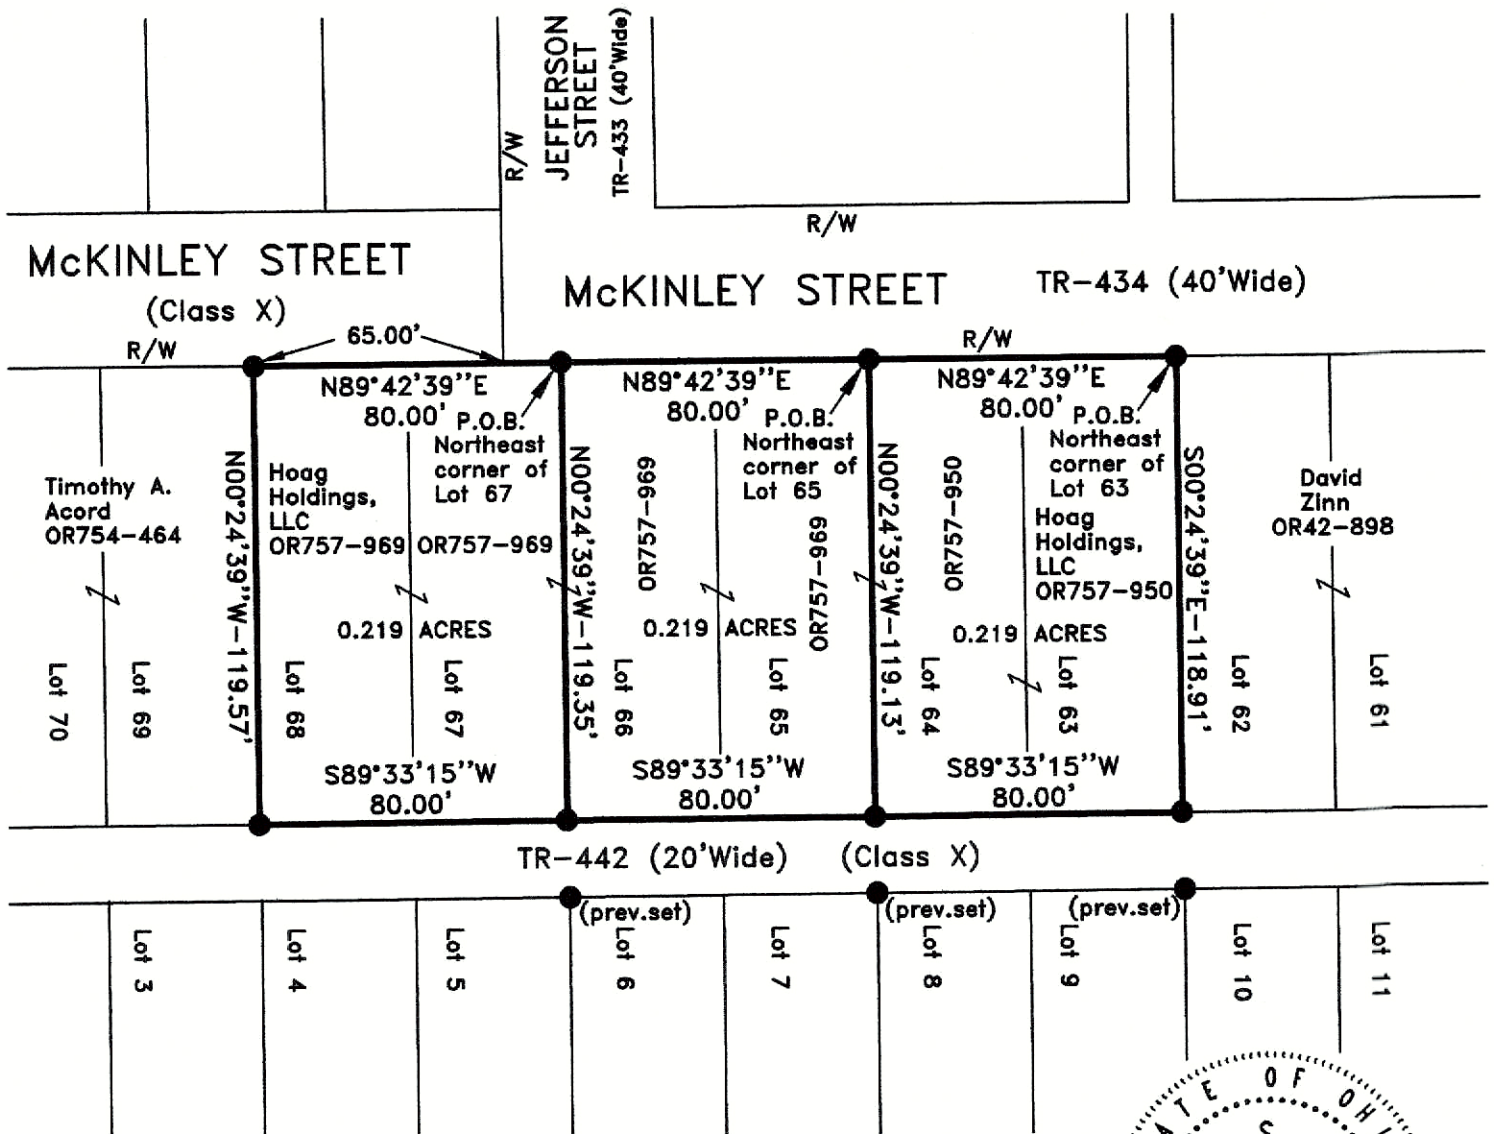 JEFFERSON
STREET
TR-433 (40'Wide)
R/W
R/W
McKINLEY STREET
(Class X)
McKINLEY STREET
TR-434 (40'Wide)
65.00'
R/W
R/W
N89°42'39"E
80.00'
P.O.B.
Northeast
corner of
Lot 67
N89°42'39"E
80.00'
P.O.B.
Northeast
corner of
Lot 65
N89°42'39"E
80.00'
P.O.B.
Northeast
corner of
Lot 63
Timothy A.
Acord
OR754-464
N00°24'39"W-119.57'
Hoag
Holdings,
LLC
OR757-969
OR757-969
N00°24'39"W-119.35'
OR757-969
OR757-969
N00°24'39"W-119.13'
OR757-950
Hoag
Holdings,
LLC
OR757-950
S00°24'39"E-118.91'
David
Zinn
OR42-898
0.219 ACRES
0.219 ACRES
0.219 ACRES
Lot 70
Lot 69
Lot 68
Lot 67
Lot 66
Lot 65
Lot 64
Lot 63
Lot 62
Lot 61
S89°33'15"W
80.00'
S89°33'15"W
80.00'
S89°33'15"W
80.00'
TR-442 (20'Wide) (Class X)
(prev.set)
(prev.set)
(prev.set)
Lot 3
Lot 4
Lot 5
Lot 6
Lot 7
Lot 8
Lot 9
Lot 10
Lot 11
OF